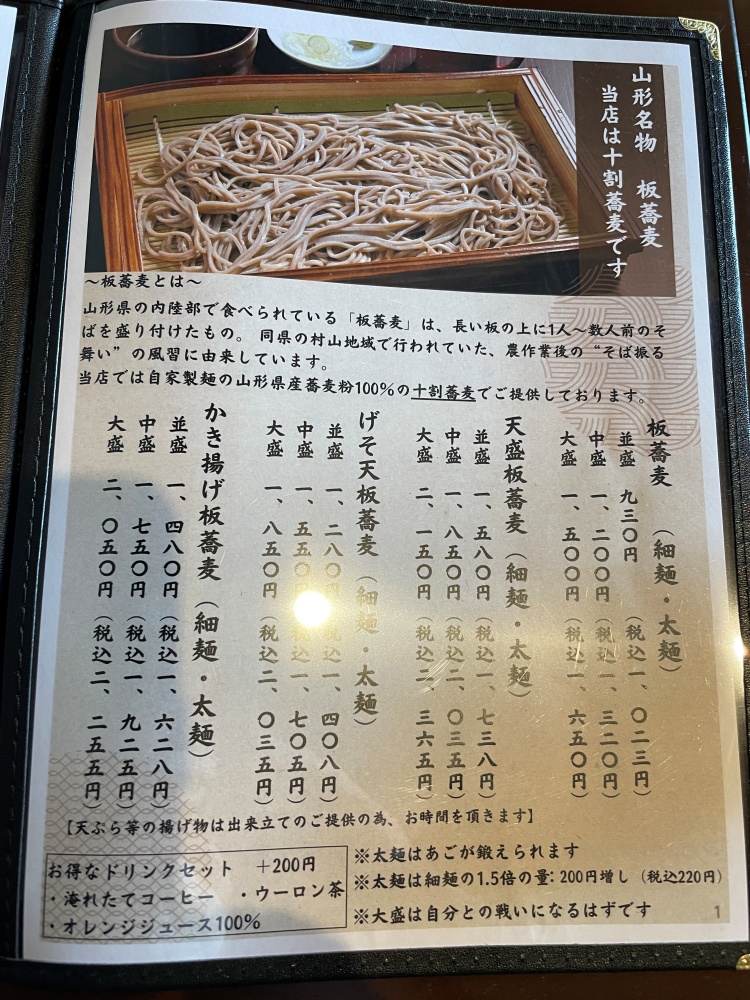 山形名物 板蕎麦
当店は十割蕎麦です
～板蕎麦とは～
山形県の内陸部で食べられている「板蕎麦」は、長い板の上に1人～数人前のそ
ばを盛り付けたもの。 同県の村山地域で行われていた、農作業後の“そば振る
舞い”の風習に由来しています。
当店では自家製麺の山形県産蕎麦粉100%の十割蕎麦でご提供しております。
板蕎麦 (細麺・太麺)
並盛 九三〇円 (税込一、〇二三円)
中盛 一、二〇〇円 (税込一、三二〇円)
大盛 一、五〇〇円 (税込一、六五〇円)
天盛板蕎麦 (細麺・太麺)
並盛 一、五八〇円 (税込一、七三八円)
中盛 一、八五〇円 (税込二、〇三五円)
大盛 二、一五〇円 (税込二、三六五円)
げそ天板蕎麦 (細麺・太麺)
並盛 一、二八〇円 (税込一、四〇八円)
中盛 一、五五〇円 (税込一、七〇五円)
大盛 一、八五〇円 (税込二、〇三五円)
かき揚げ板蕎麦 (細麺・太麺)
並盛 一、四八〇円 (税込一、六二八円)
中盛 一、七五〇円 (税込一、九二五円)
大盛 二、〇五〇円 (税込二、二五五円)
【天ぷら等の揚げ物は出来立てのご提供の為、お時間を頂きます】
お得なドリンクセット +200円
・淹れたてコーヒー ・ウーロン茶
・オレンジジュース100%
※太麺はあごが鍛えられます
※太麺は細麺の1.5倍の量:200円増し (税込220円)
※大盛は自分との戦いになるはずです
1